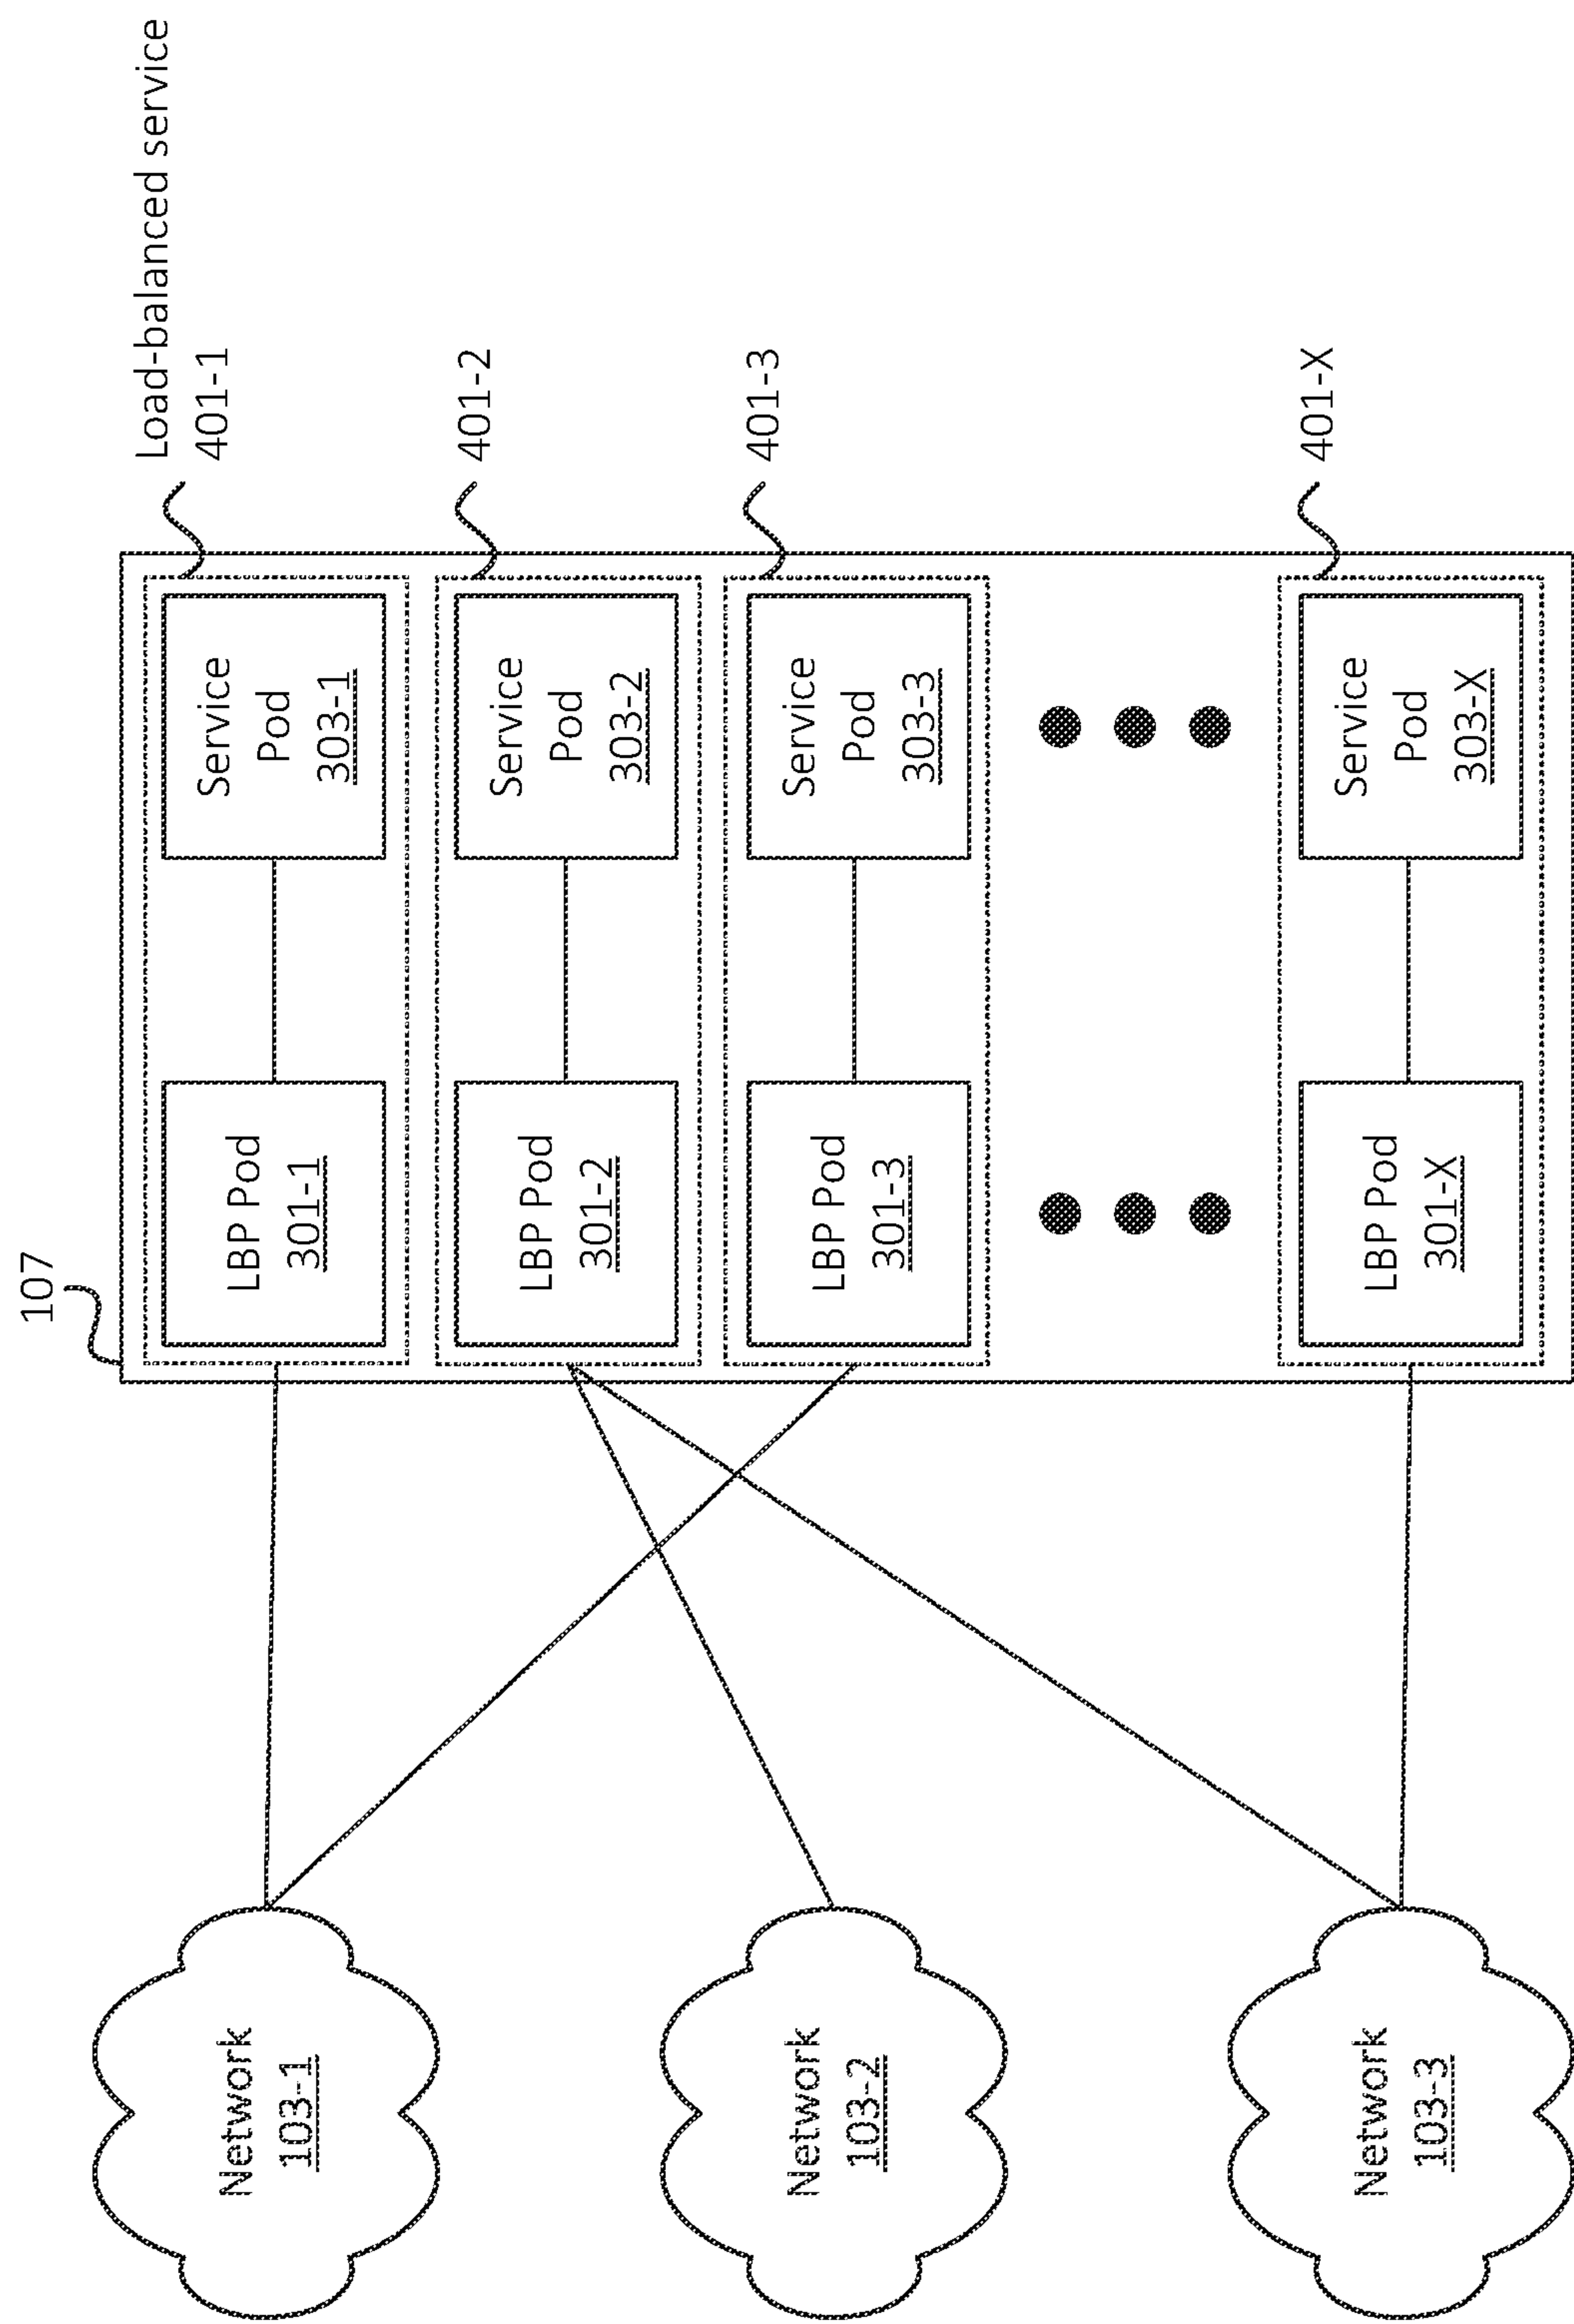 107
Load-balanced service
401-1
LBP Pod
301-1
Service
Pod
303-1
Network
103-1
401-2
LBP Pod
301-2
Service
Pod
303-2
401-3
LBP Pod
301-3
Service
Pod
303-3
Network
103-2
401-X
LBP Pod
301-X
Service
Pod
303-X
Network
103-3